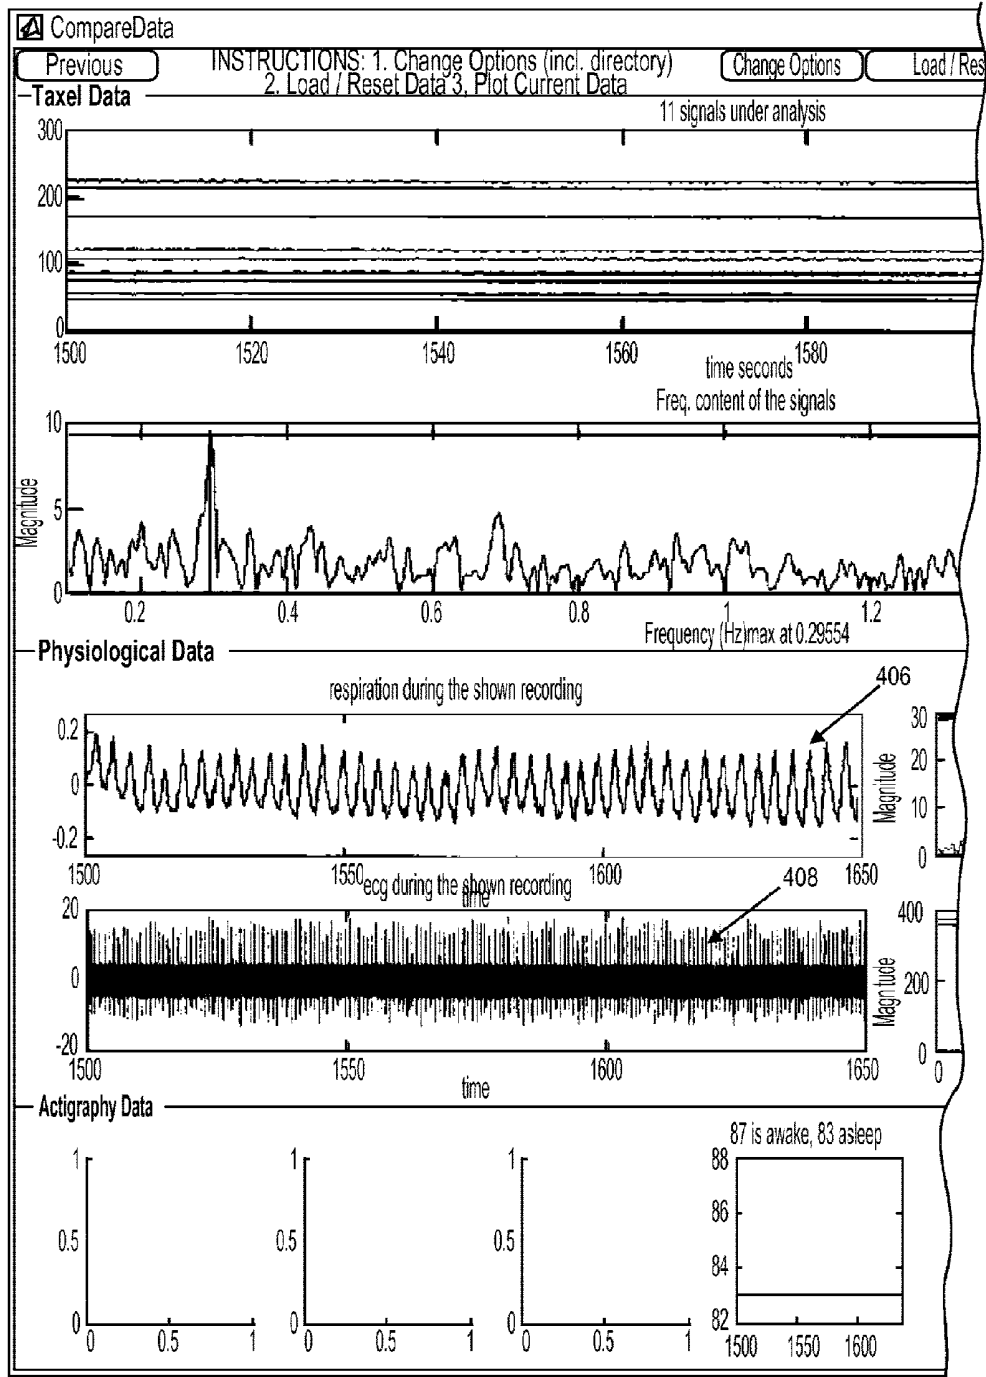 CompareData
Previous
INSTRUCTIONS: 1. Change Options (incl. directory)
2. Load / Reset Data 3, Plot Current Data
Change Options
Load / Res
Taxel Data
11 signals under analysis
300
200
100
0
1500 1520 1540 1560 1580
time seconds
Freq. content of the signals
10
5
0
Magnitude
0.2 0.4 0.6 0.8 1 1.2
Frequency (Hz)max at 0.29554
Physiological Data
respiration during the shown recording
406
0.2
0
-0.2
1500 1550 1600 1650
time
Magnitude
30
20
10
0
ecg during the shown recording
408
20
0
-20
1500 1550 1600 1650
time
Magnitude
400
200
0
0
Actigraphy Data
1
0.5
0
0 0.5 1
1
0.5
0
0 0.5 1
1
0.5
0
0 0.5 1
87 is awake, 83 asleep
88
86
84
82
1500 1550 1600